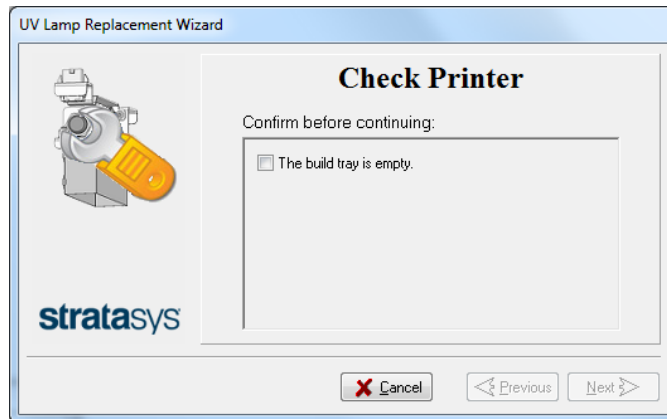 UV Lamp Replacement Wizard
Check Printer
Confirm before continuing:
The build tray is empty.
stratasys
Cancel
Previous
Next